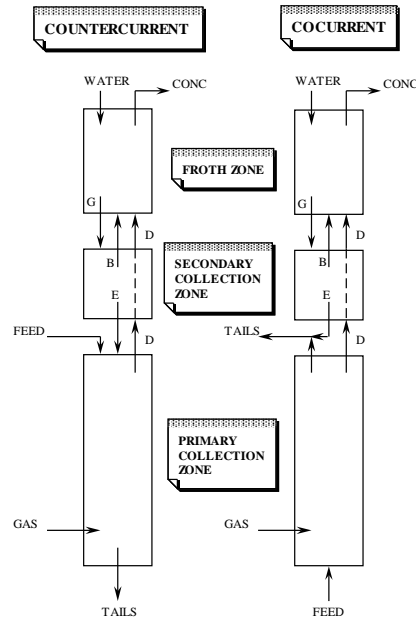 COUNTERCURRENT
COCURRENT
WATER
CONC
WATER
CONC
FROTH ZONE
G
G
D
D
B
B
SECONDARY
COLLECTION
ZONE
E
E
FEED
TAILS
D
D
PRIMARY
COLLECTION
ZONE
GAS
GAS
TAILS
FEED